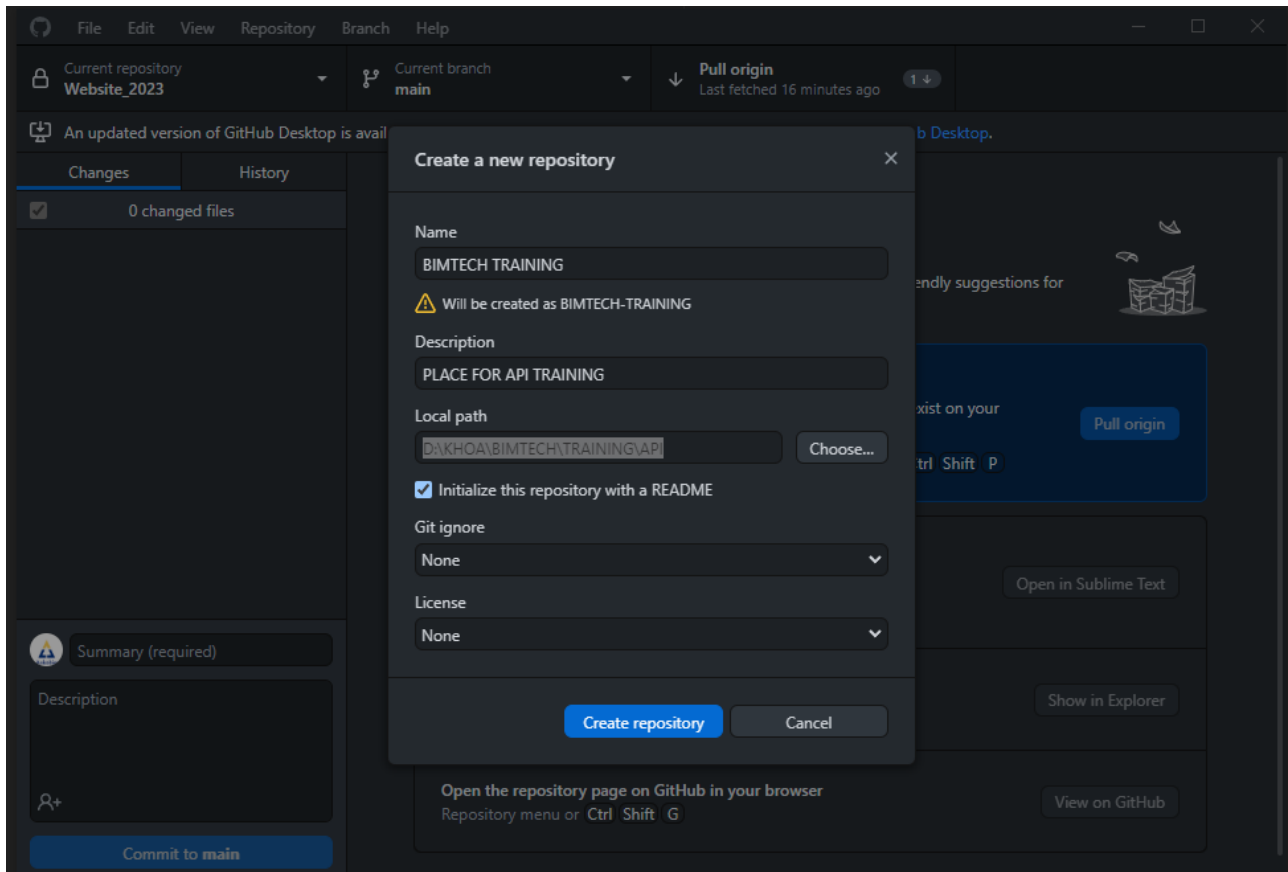 File Edit View Repository Branch Help
Current repository
Website_2023
Current branch
main
Pull origin
Last fetched 16 minutes ago
1
An updated version of GitHub Desktop is avail
b Desktop.
Changes History
0 changed files
Create a new repository
Name
BIMTECH TRAINING
Will be created as BIMTECH-TRAINING
Description
PLACE FOR API TRAINING
Local path
D:\KHOA\BIMTECH\TRAINING\API
Choose...
Initialize this repository with a README
Git ignore
None
License
None
Create repository
Cancel
endly suggestions for
xist on your
Pull origin
trl Shift P
Open in Sublime Text
Show in Explorer
Open the repository page on GitHub in your browser
Repository menu or Ctrl Shift G
View on GitHub
Summary (required)
Description
Commit to main